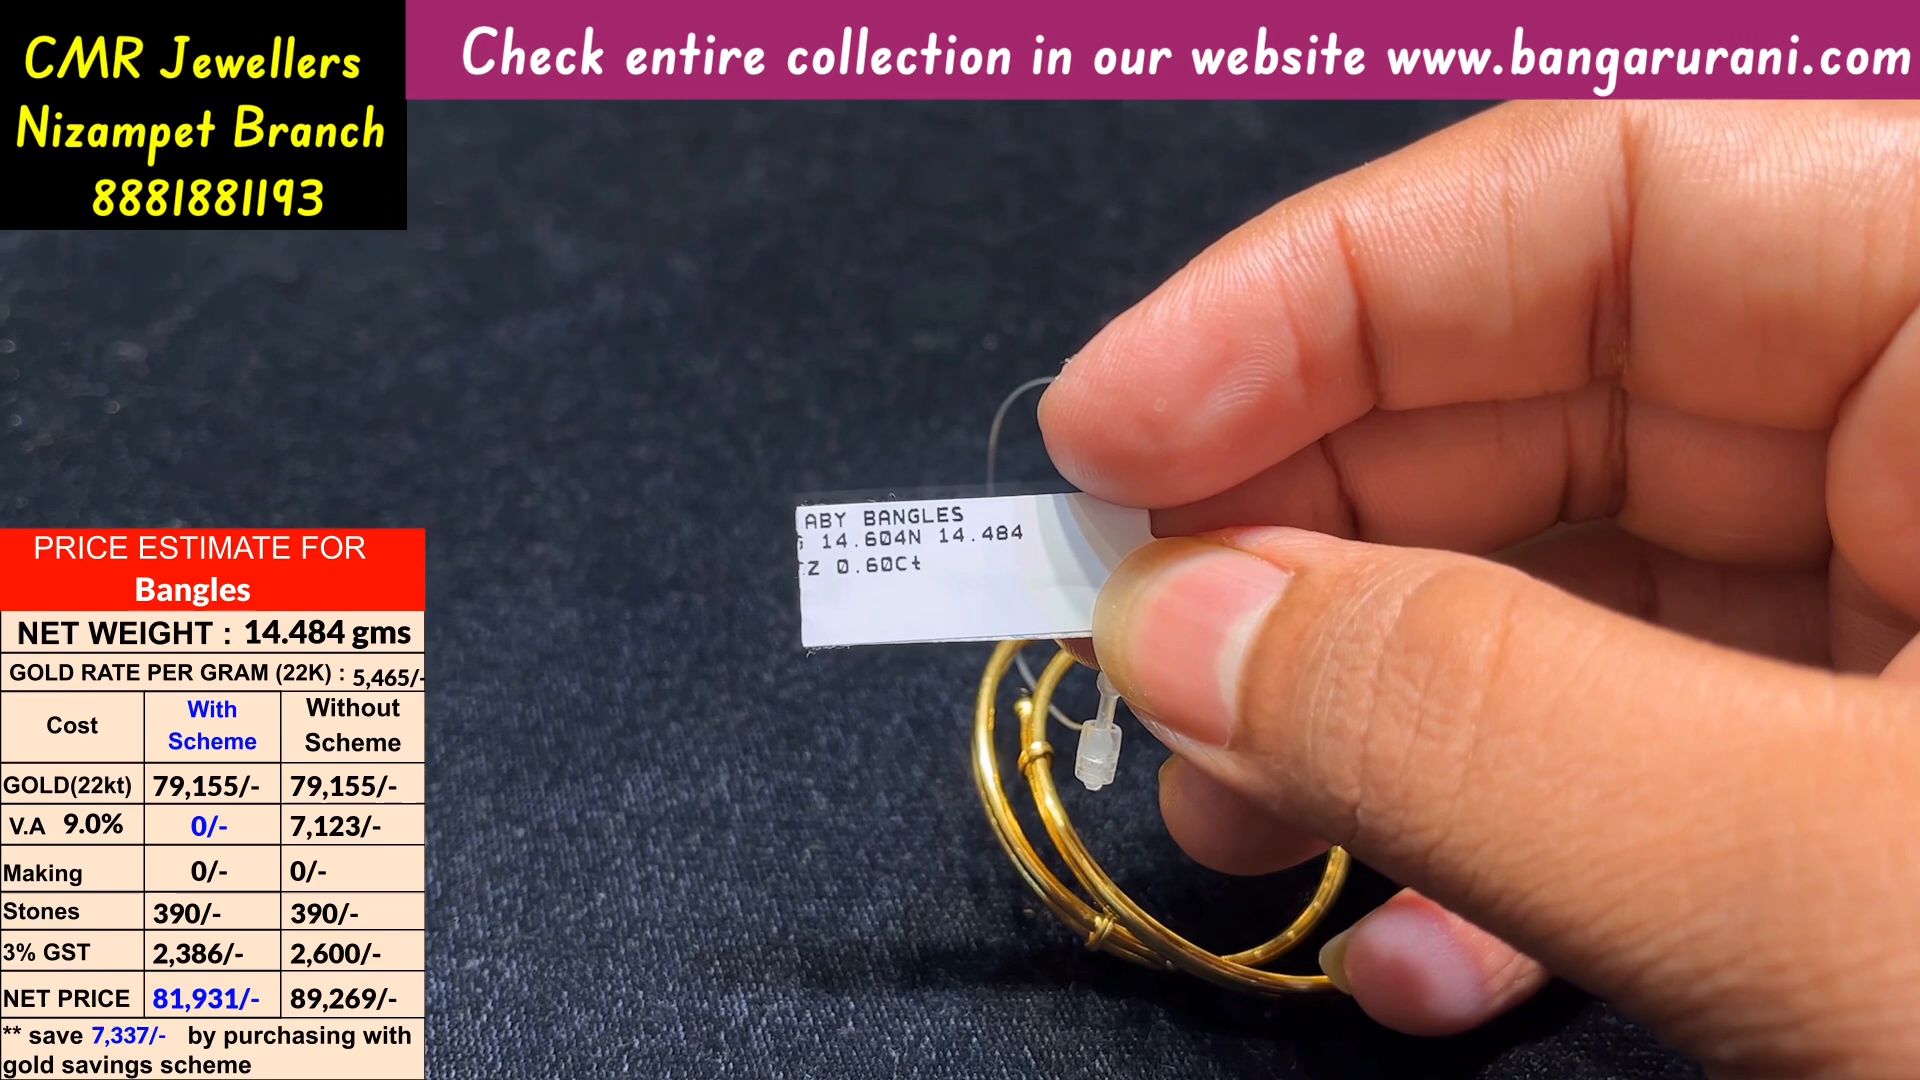 CMR Jewellers
Nizampet Branch
8881881193
Check entire collection in our website www.bangarurani.com
ABY BANGLES
14.604N 14.484
Z 0.60Ct
PRICE ESTIMATE FOR
Bangles
NET WEIGHT : 14.484 gms
GOLD RATE PER GRAM (22K) : 5,465/-
Cost With Scheme Without Scheme
GOLD(22kt) 79,155/- 79,155/-
V.A 9.0% 0/- 7,123/-
Making 0/- 0/-
Stones 390/- 390/-
3% GST 2,386/- 2,600/-
NET PRICE 81,931/- 89,269/-
** save 7,337/- by purchasing with
gold savings scheme